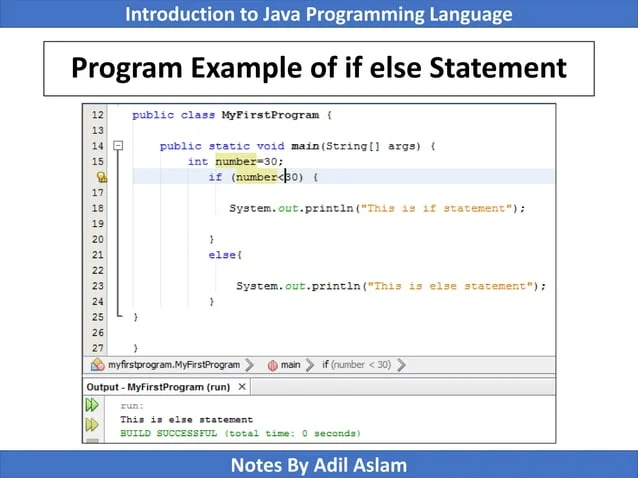 Introduction to Java Programming Language
Program Example of if else Statement
12 public class MyFirstProgram {
13
14 public static void main(String[] args) {
15 int number=30;
if (number<30) {
17
18 System.out.println("This is if statement");
19
20 }
21 else{
22
23 System.out.println("This is else statement");
24 }
25 }
26
27 }
myfirstprogram.MyFirstProgram main if (number < 30)
Output - MyFirstProgram (run) X
run:
This is else statement
BUILD SUCCESSFUL (total time: 0 seconds)
Notes By Adil Aslam